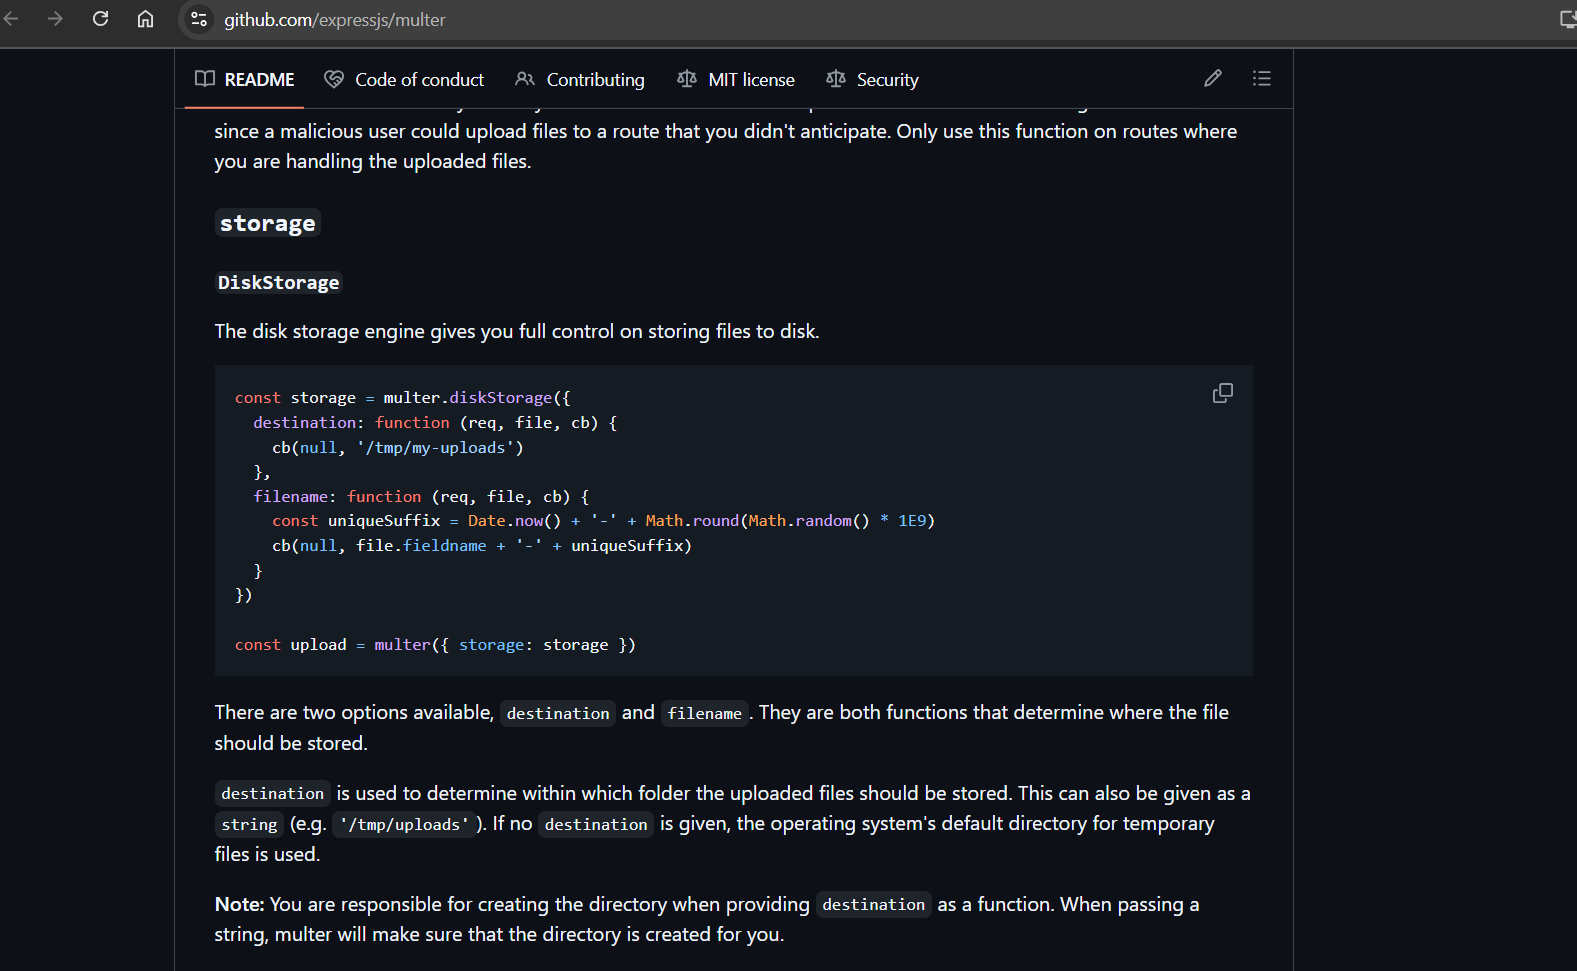 github.com/expressjs/multer
README Code of conduct Contributing MIT license Security
since a malicious user could upload files to a route that you didn't anticipate. Only use this function on routes where
you are handling the uploaded files.
storage
DiskStorage
The disk storage engine gives you full control on storing files to disk.
const storage = multer.diskStorage({
  destination: function (req, file, cb) {
    cb(null, '/tmp/my-uploads')
  },
  filename: function (req, file, cb) {
    const uniqueSuffix = Date.now() + '-' + Math.round(Math.random() * 1E9)
    cb(null, file.fieldname + '-' + uniqueSuffix)
  }
})
const upload = multer({ storage: storage })
There are two options available, destination and filename. They are both functions that determine where the file
should be stored.
destination is used to determine within which folder the uploaded files should be stored. This can also be given as a
string (e.g. '/tmp/uploads'). If no destination is given, the operating system's default directory for temporary
files is used.
Note: You are responsible for creating the directory when providing destination as a function. When passing a
string, multer will make sure that the directory is created for you.